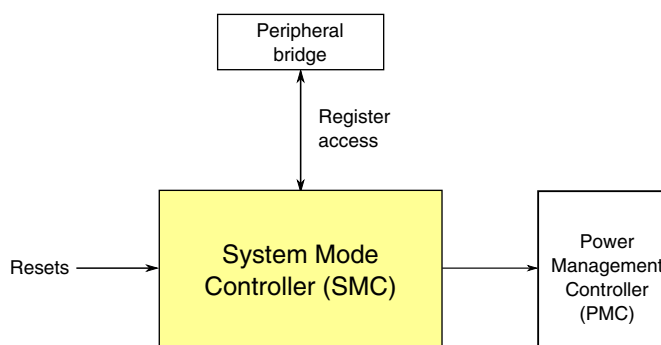 Peripheral
bridge
Register
access
Resets
System Mode
Controller (SMC)
Power
Management
Controller
(PMC)